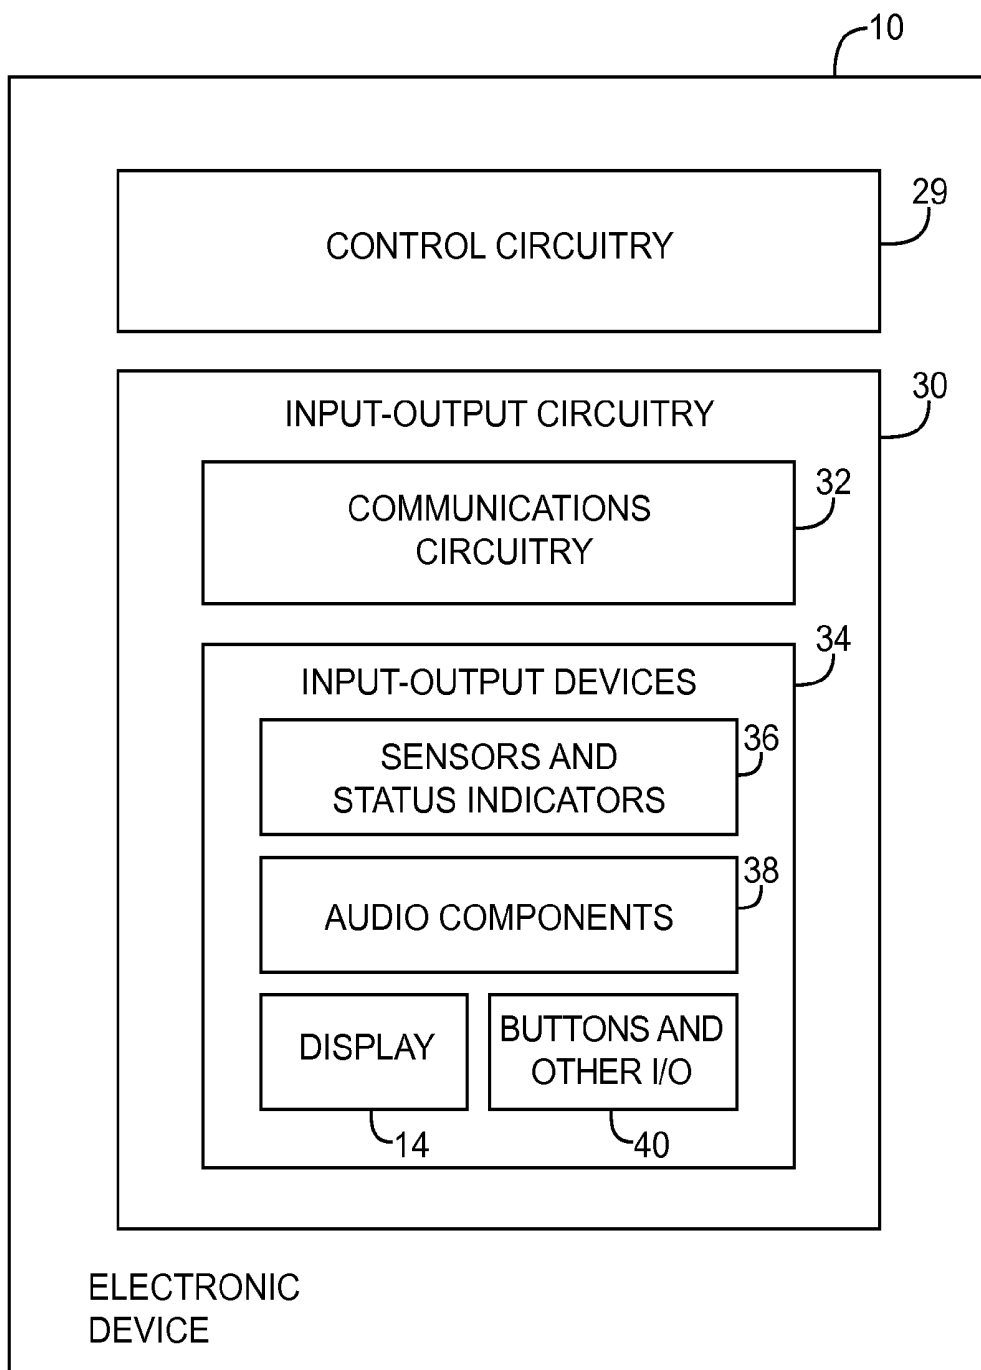 10
29
CONTROL CIRCUITRY
30
INPUT-OUTPUT CIRCUITRY
32
COMMUNICATIONS
CIRCUITRY
34
INPUT-OUTPUT DEVICES
36
SENSORS AND
STATUS INDICATORS
38
AUDIO COMPONENTS
DISPLAY
BUTTONS AND
OTHER I/O
14
40
ELECTRONIC
DEVICE